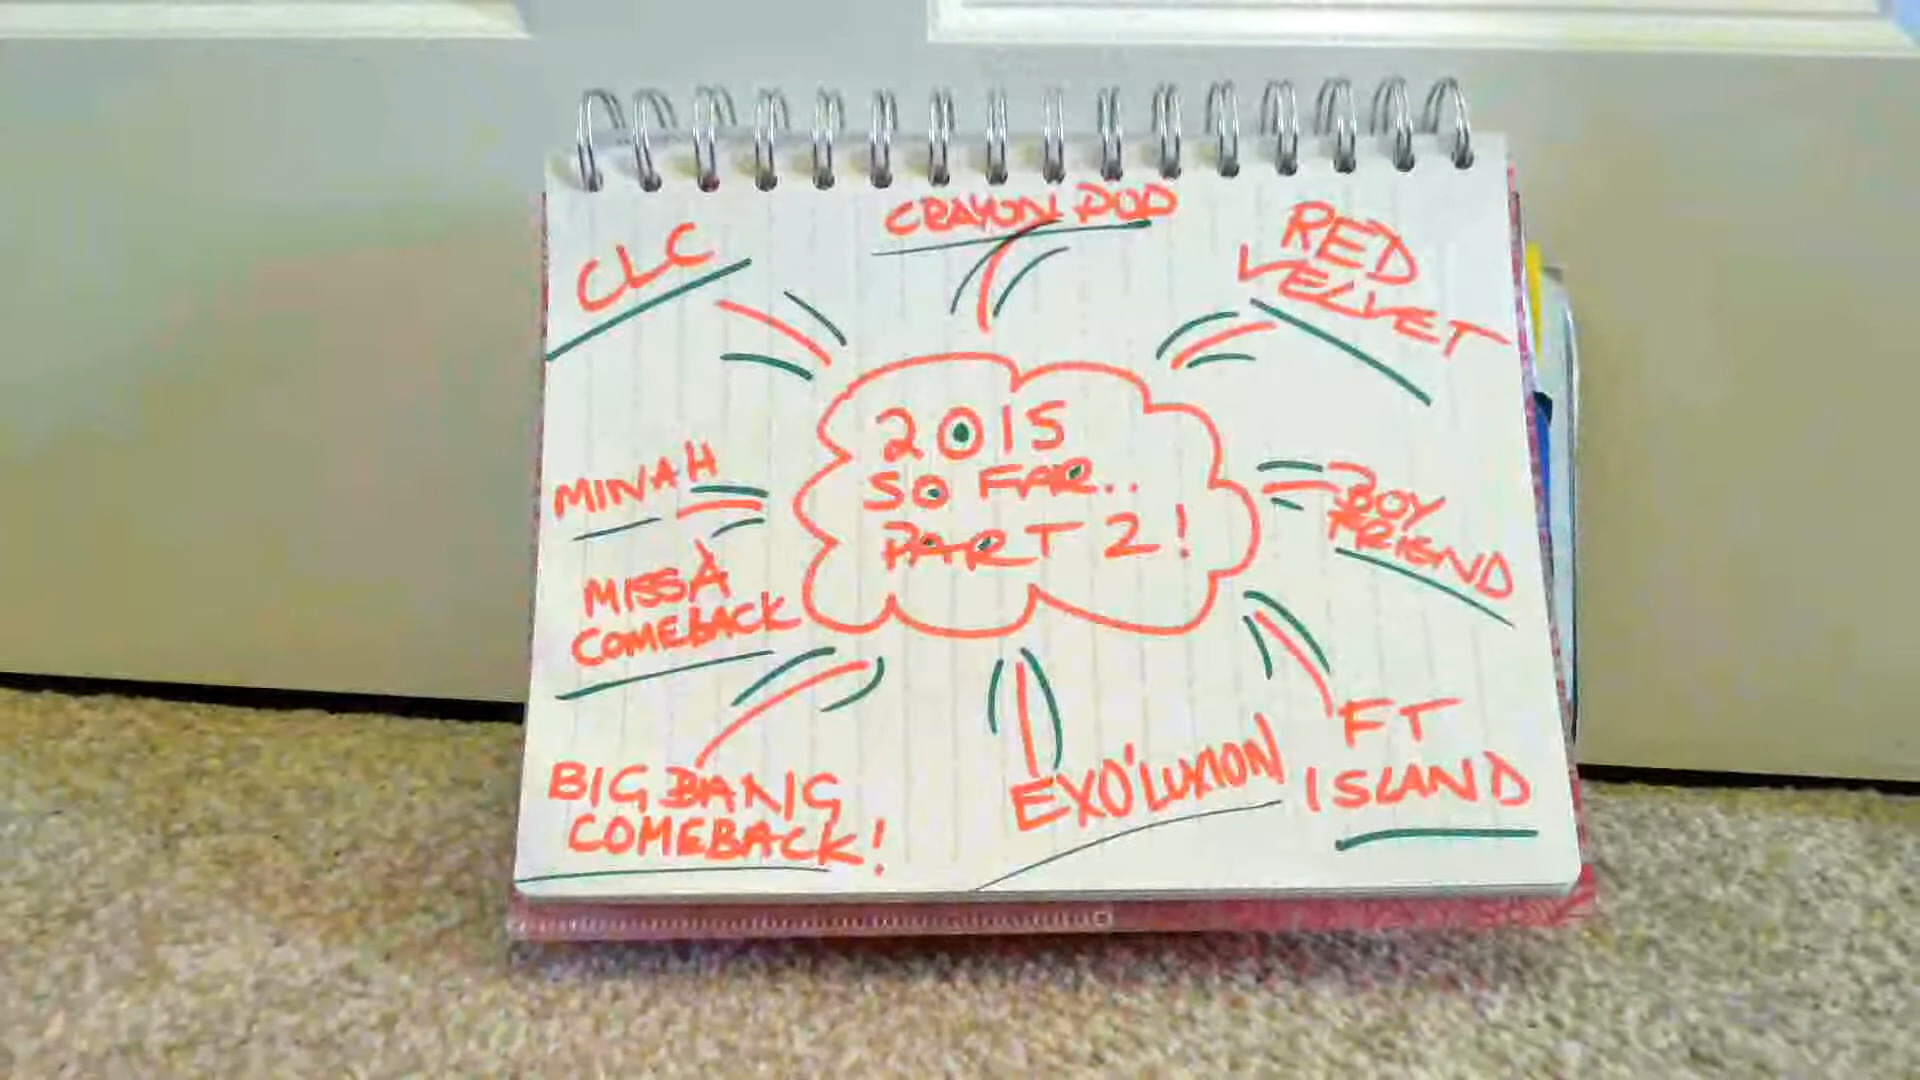 CRAYON POP
CLC
RED
VELVET
2015
SO FAR..
PART 2!
MINAH
BOY
FRIEND
MISS A
COMEBACK
FT
ISLAND
BIG BANG
COMEBACK!
EXO'LUXION